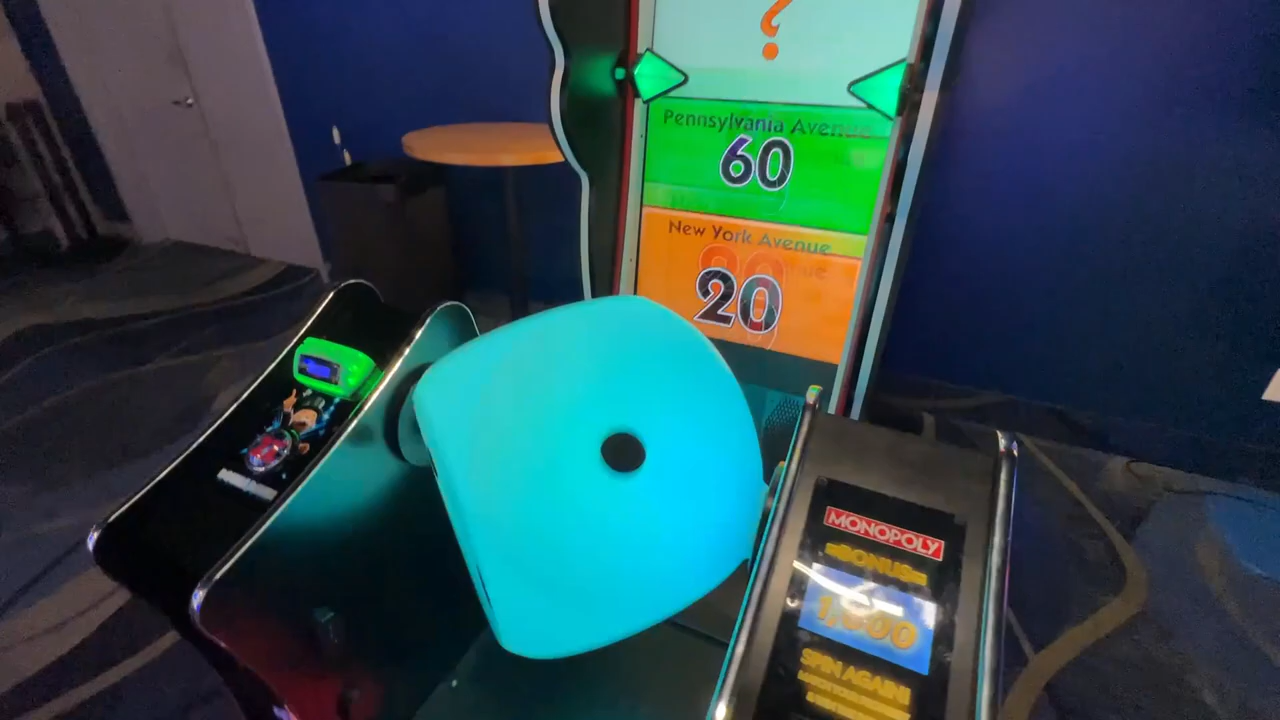 ?
Pennsylvania Avenue
60
New York Avenue
20
MONOPOLY
BONUS
SPIN AGAIN!